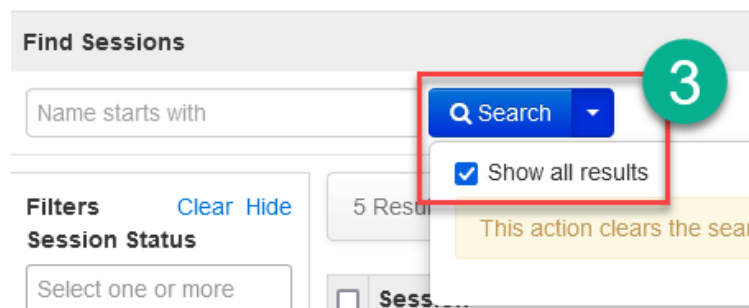 Find Sessions
3
Name starts with
Search
Show all results
Filters Clear Hide
5
This action clears the
Session Status
Select one or more